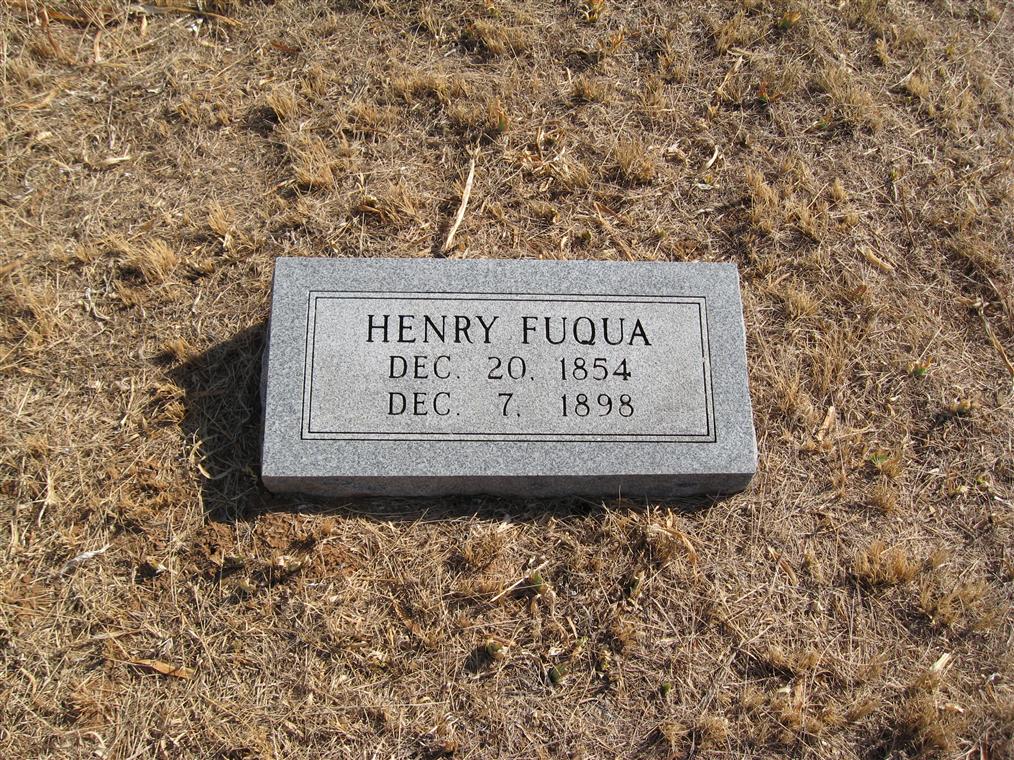 HENRY FUQUA
DEC. 20, 1854
DEC. 7, 1898